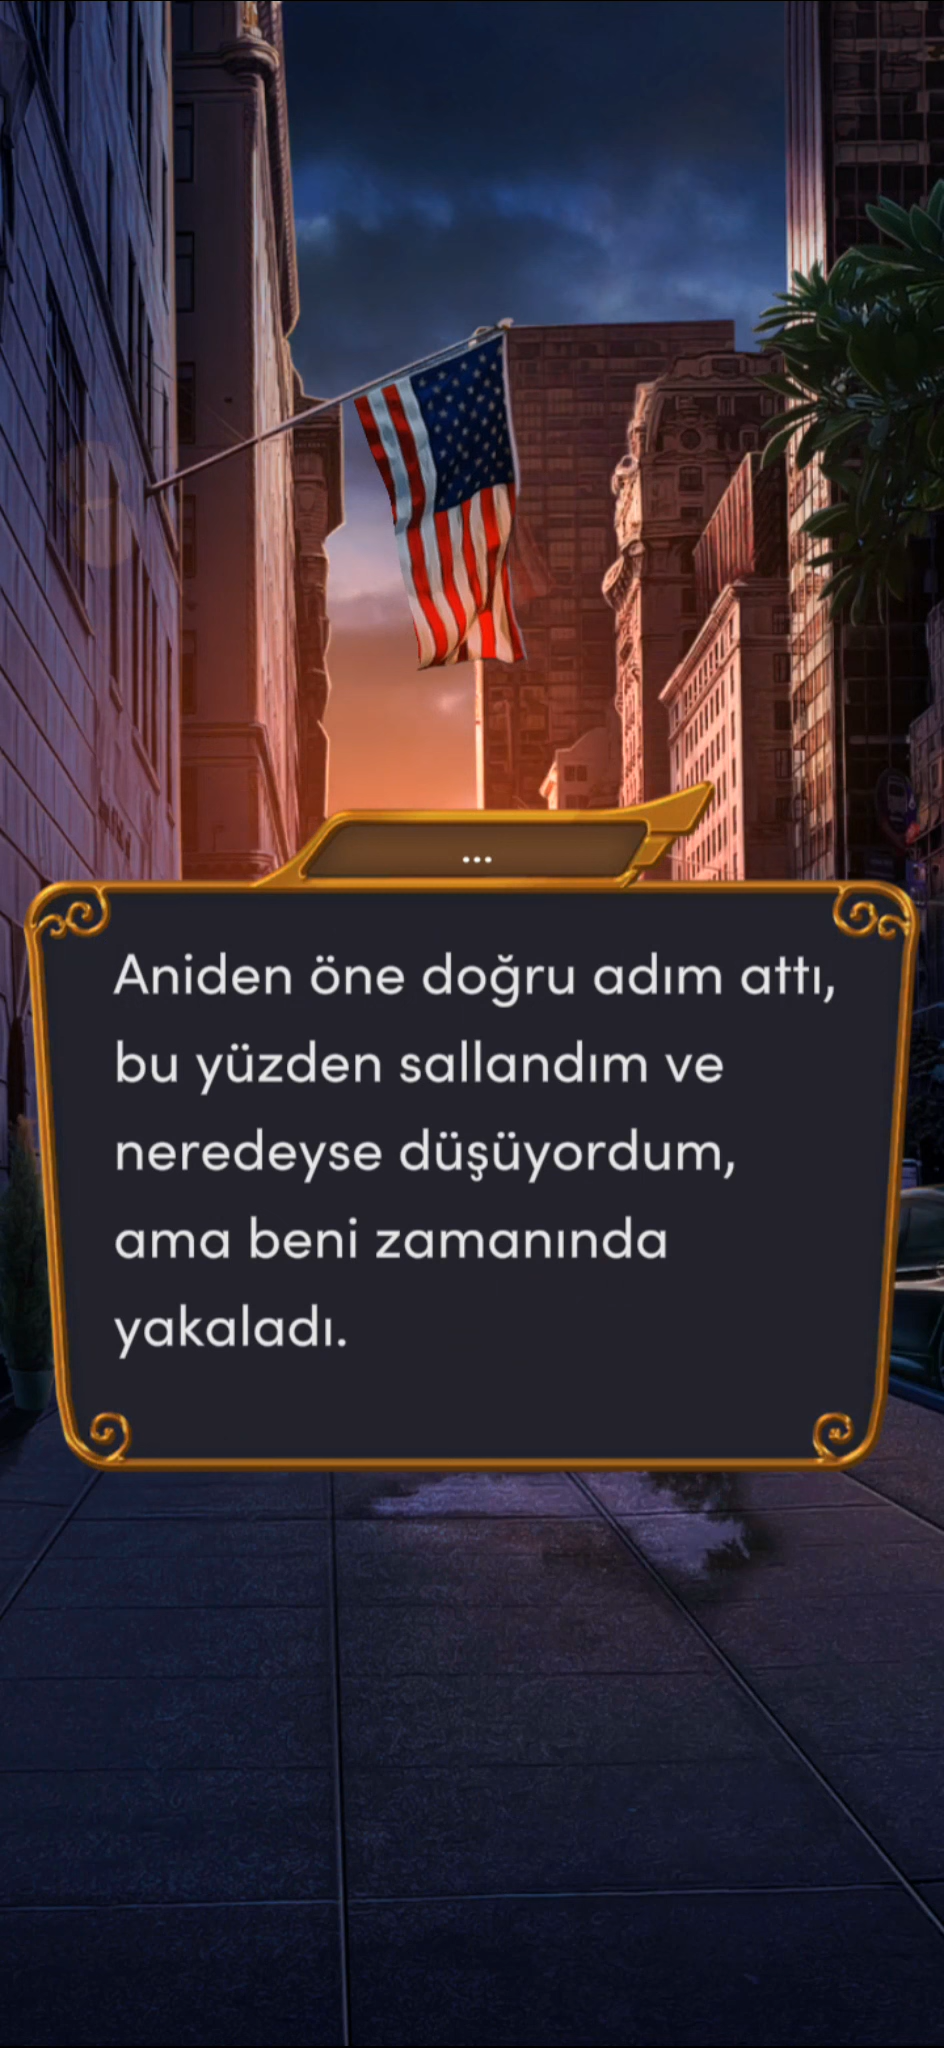 ...
Aniden öne doğru adım attı,
bu yüzden sallandım ve
neredeyse düşüyordum,
ama beni zamanında
yakaladı.